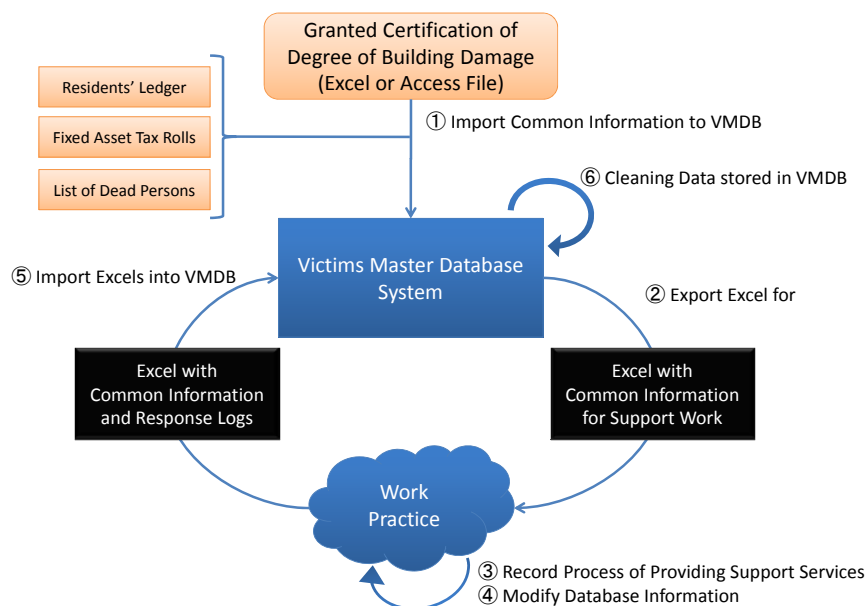 Granted Certification of
Degree of Building Damage
(Excel or Access File)
Residents’ Ledger
Fixed Asset Tax Rolls
List of Dead Persons
① Import Common Information to VMDB
⑥ Cleaning Data stored in VMDB
Victims Master Database
System
⑤ Import Excels into VMDB
② Export Excel for
Excel with
Common Information
and Response Logs
Excel with
Common Information
for Support Work
Work
Practice
③ Record Process of Providing Support Services
④ Modify Database Information